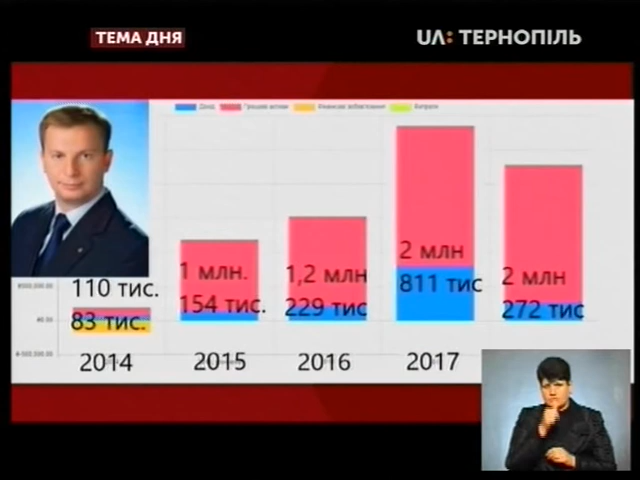 ТЕМА ДНЯ
UA: ТЕРНОПІЛЬ
1 млн.
1,2 млн
2 млн
2 млн
110 тис.
154 тис.
229 тис
811 тис
272 тис
83 тис.
2014
2015
2016
2017